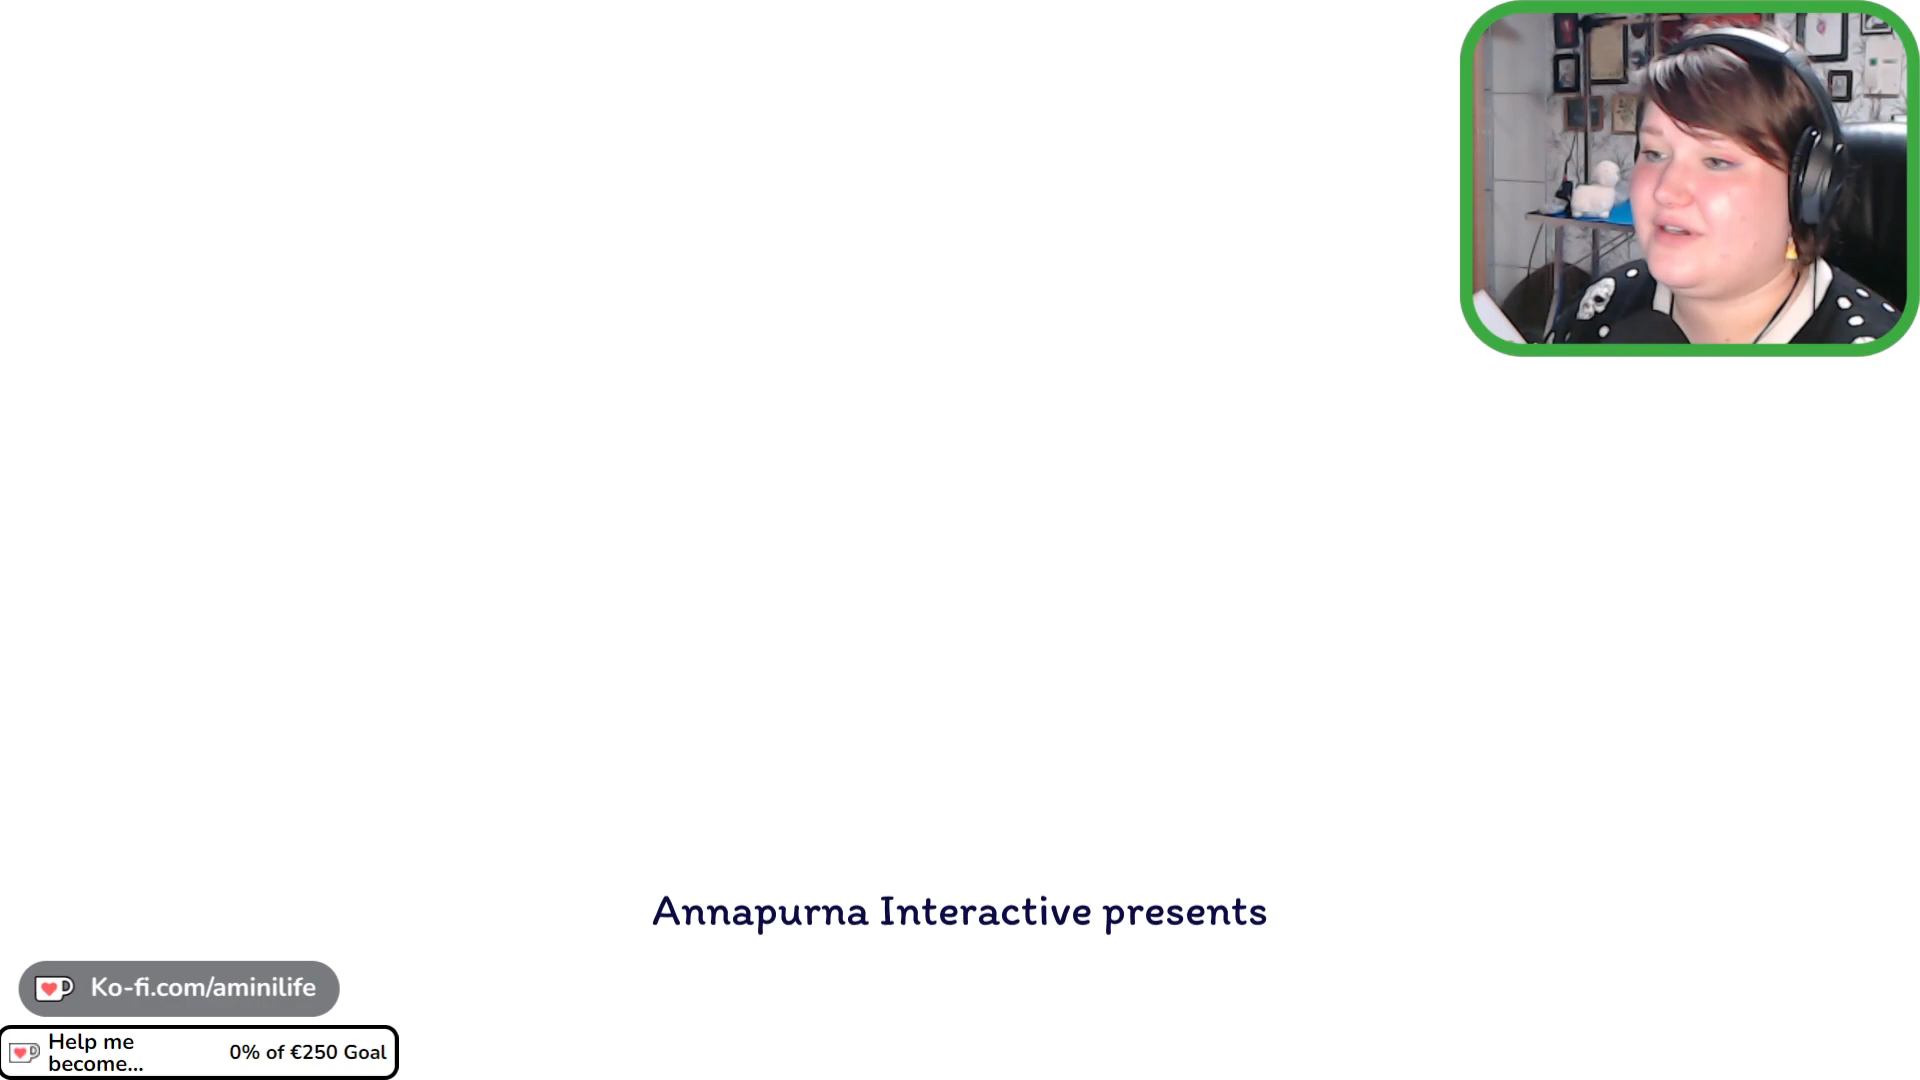 Annapurna Interactive presents
Ko-fi.com/aminilife
Help me
become...
0% of €250 Goal